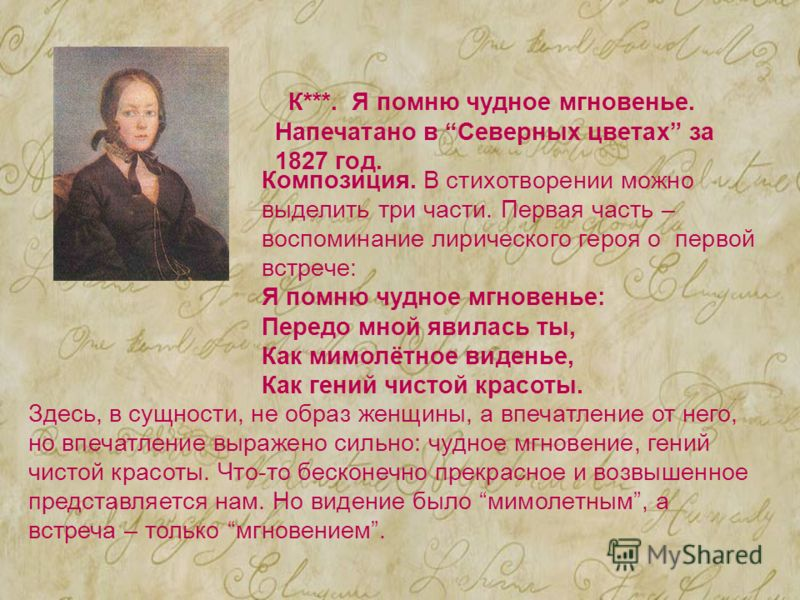 К***. Я помню чудное мгновенье.
Напечатано в “Северных цветах” за
1827 год.
Композиция. В стихотворении можно
выделить три части. Первая часть –
воспоминание лирического героя о первой
встрече:
Я помню чудное мгновенье:
Передо мной явилась ты,
Как мимолётное виденье,
Как гений чистой красоты.
Здесь, в сущности, не образ женщины, а впечатление от него,
но впечатление выражено сильно: чудное мгновение, гений
чистой красоты. Что-то бесконечно прекрасное и возвышенное
представляется нам. Но видение было “мимолетным”, а
встреча – только “мгновением”.
MyShared